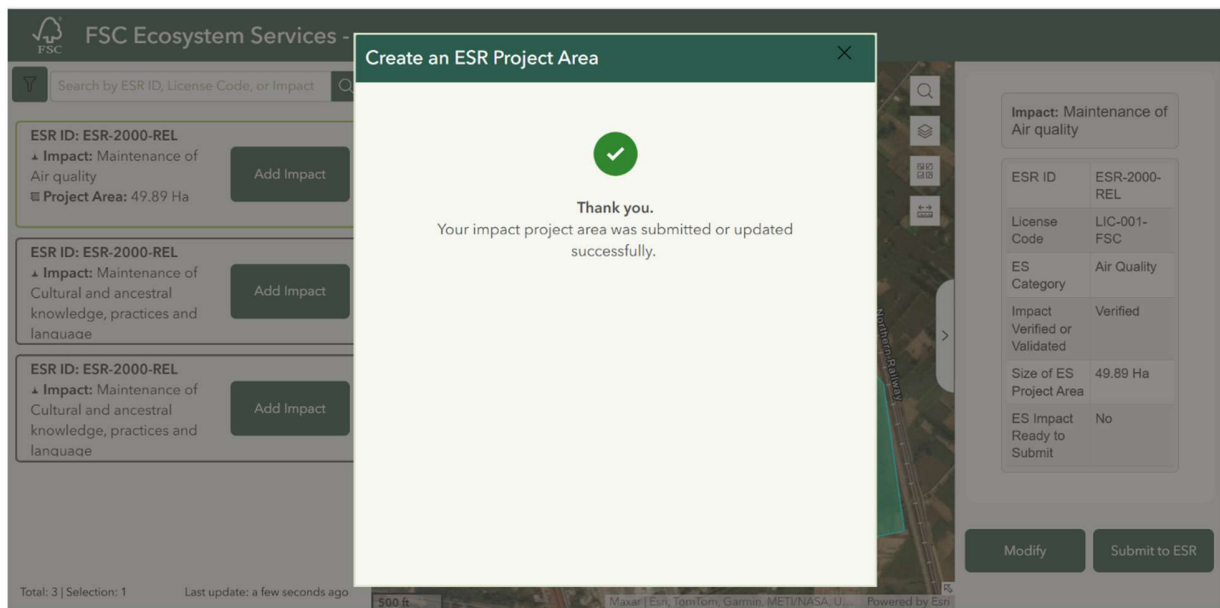 FSC
FSC Ecosystem Services -
Search by ESR ID, License Code, or Impact
ESR ID: ESR-2000-REL
Impact: Maintenance of
Air quality
Project Area: 49.89 Ha
Add Impact
ESR ID: ESR-2000-REL
Impact: Maintenance of
Cultural and ancestral
knowledge, practices and
language
Add Impact
ESR ID: ESR-2000-REL
Impact: Maintenance of
Cultural and ancestral
knowledge, practices and
language
Add Impact
Total: 3 | Selection: 1
Last update: a few seconds ago
Create an ESR Project Area
Thank you.
Your impact project area was submitted or updated
successfully.
Northern Railway
500 ft
Maxar | Esri, TomTom, Garmin, METI/NASA, U...
Powered by Esri
Impact: Maintenance of
Air quality
ESR ID
ESR-2000-
REL
License
Code
LIC-001-
FSC
ES
Category
Air Quality
Impact
Verified or
Validated
Verified
Size of ES
Project Area
49.89 Ha
ES Impact
Ready to
Submit
No
Modify
Submit to ESR